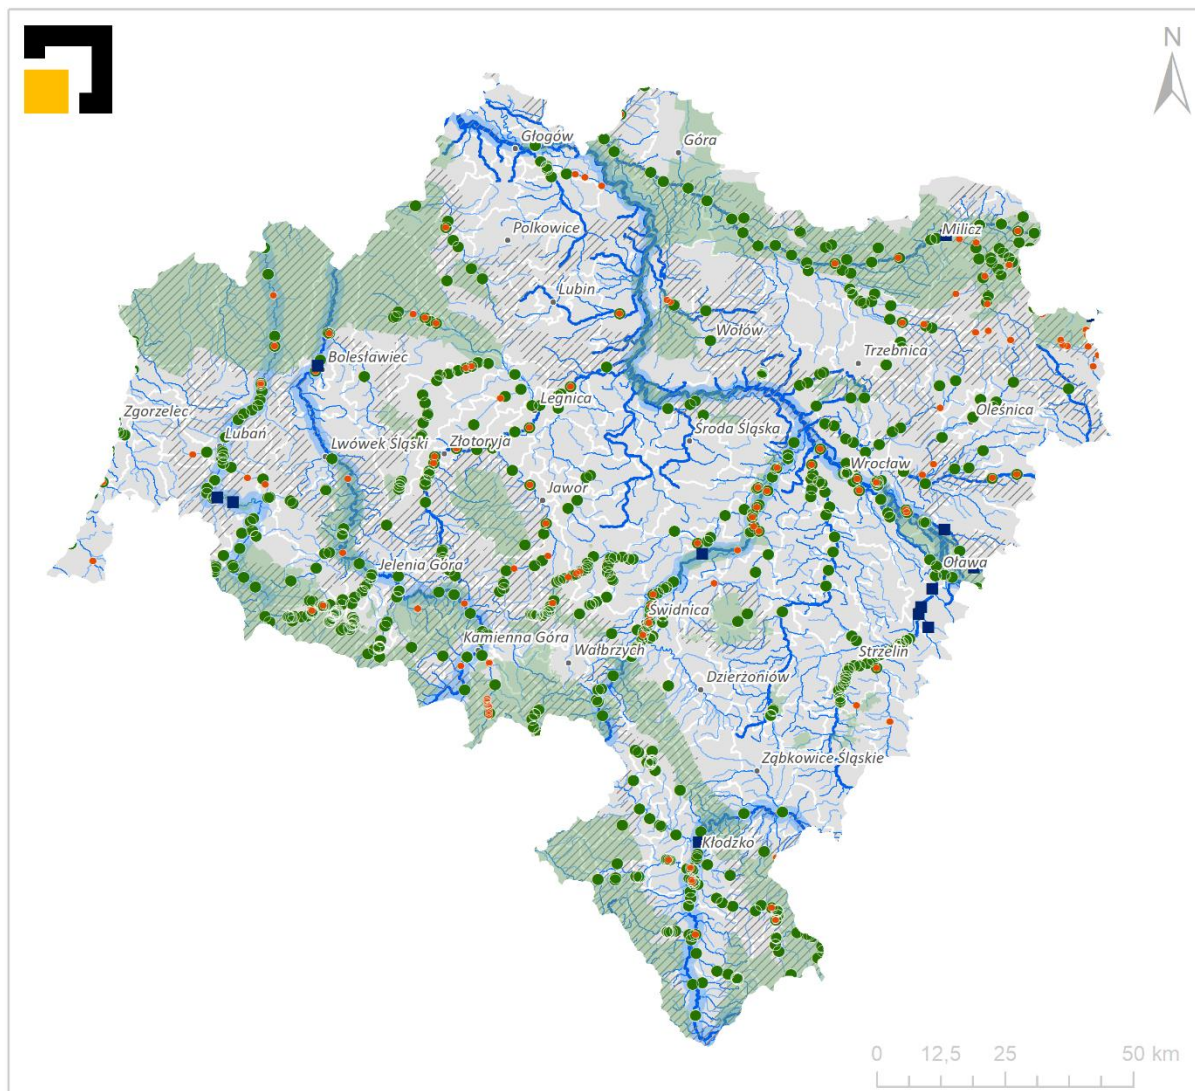 N
Głogów
Góra
Polkowice
Milicz
Lubin
Wołów
Bolesławiec
Trzebnica
Legnica
Zgorzelec
Oleśnica
Lubań
Lwówek Śląski
Złotoryja
Środa Śląska
Wrocław
Jawor
Jelenia Góra
Oława
Świdnica
Kamienna Góra
Wałbrzych
Strzelin
Dzierżoniów
Ząbkowice Śląskie
Kłodzko
0 12,5 25 50 km